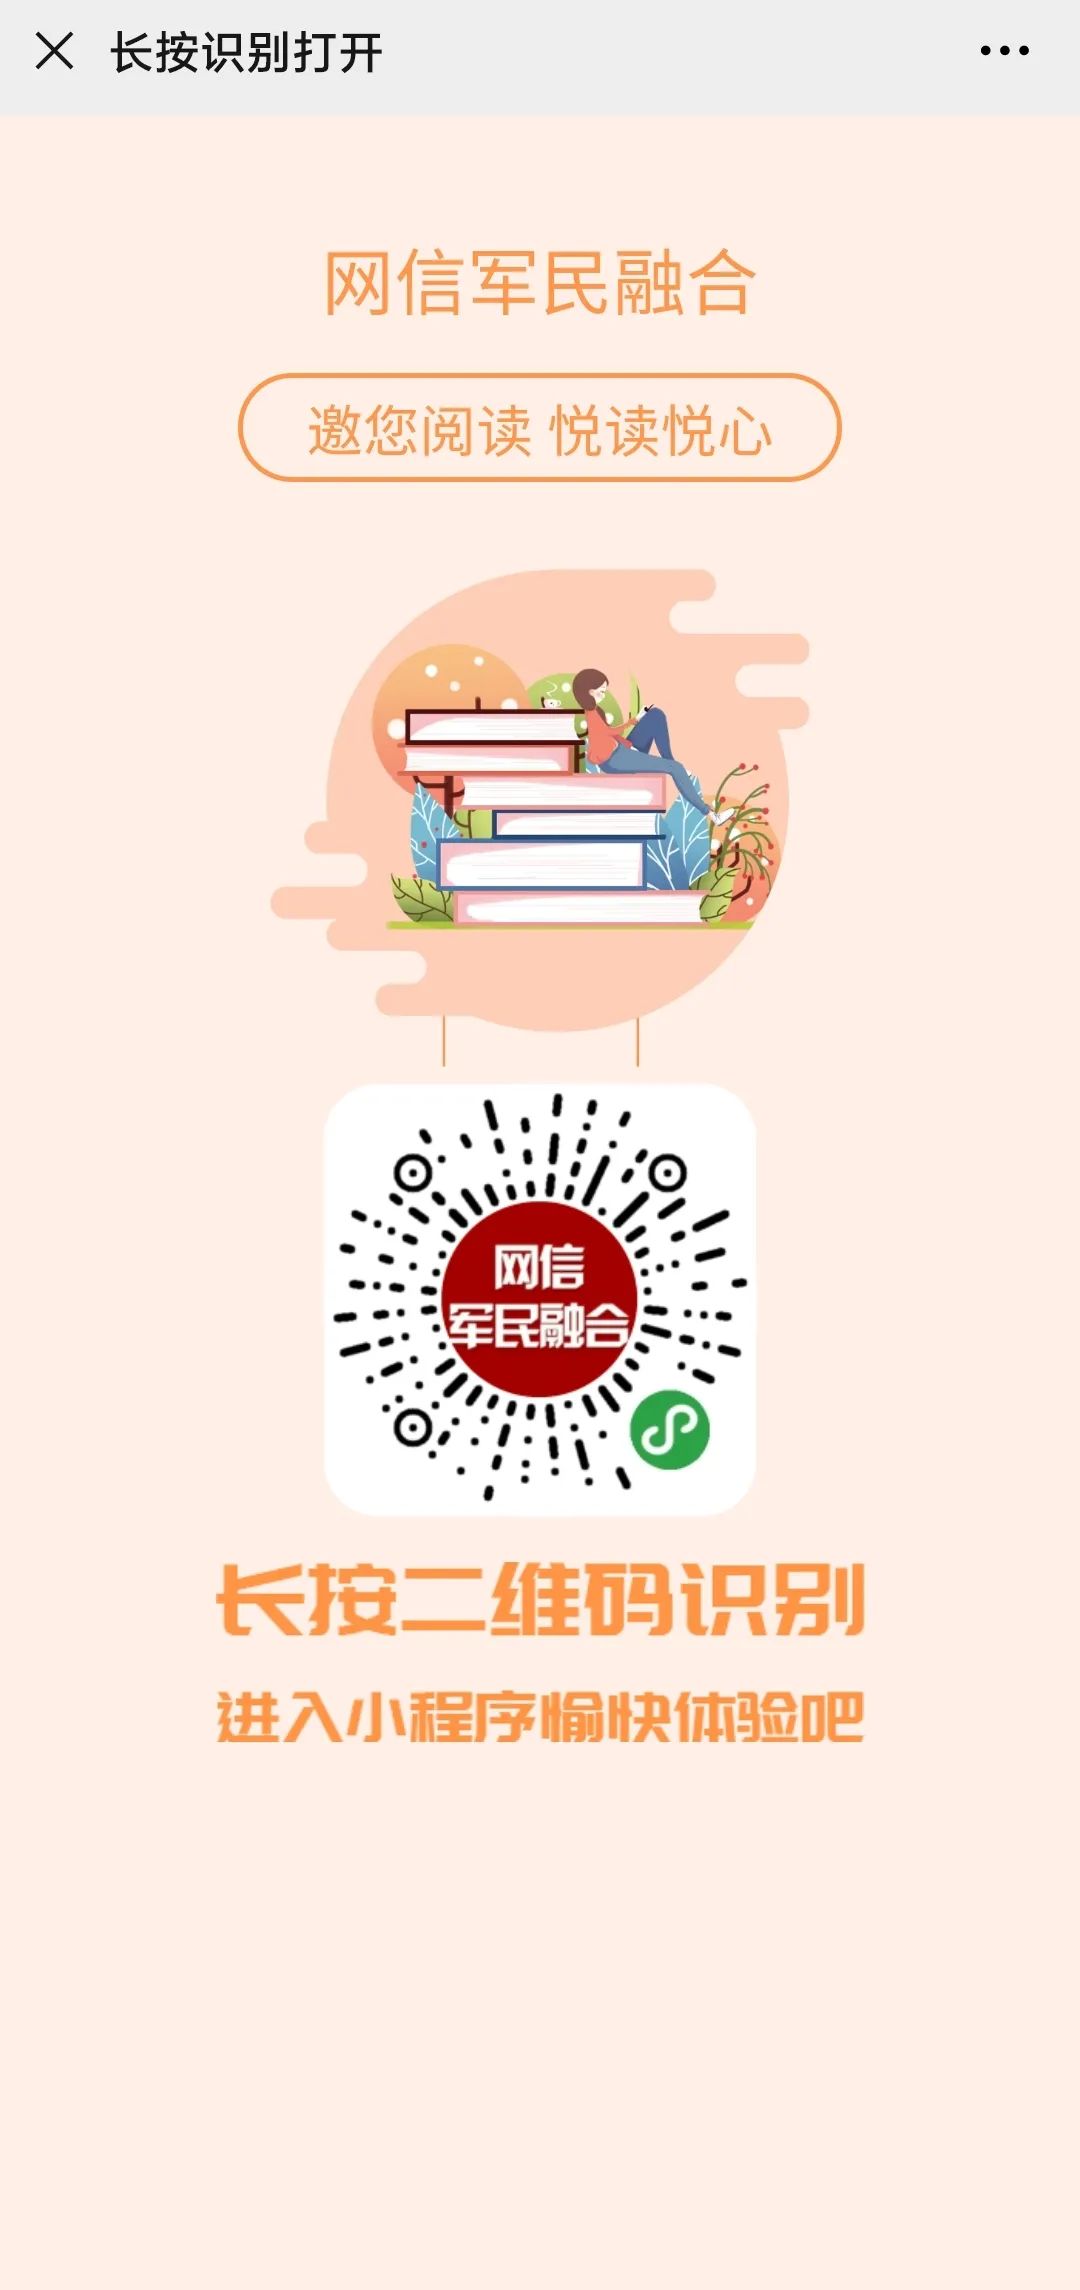 长按识别打开
网信军民融合
邀您阅读 悦读悦心
网信
军民融合
长按二维码识别
进入小程序愉快体验吧